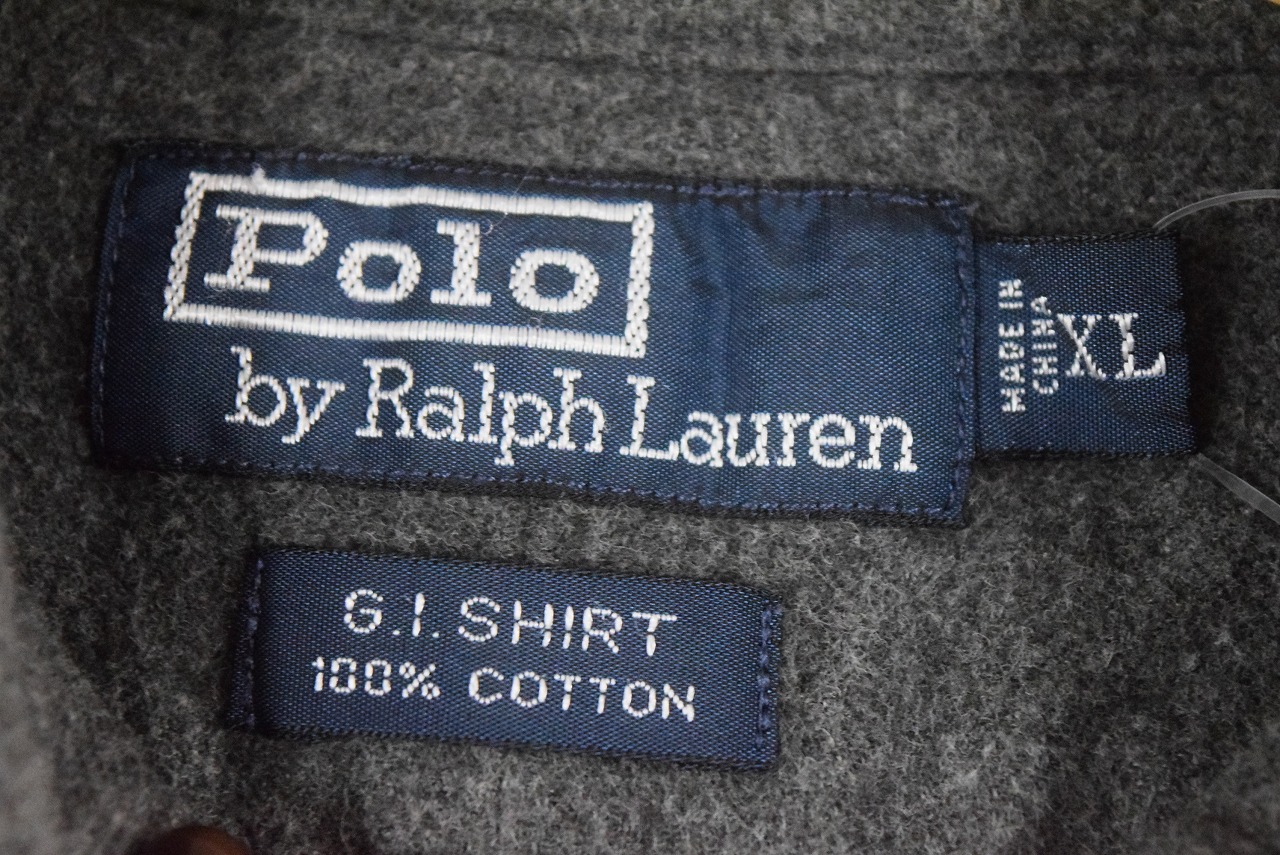 Polo
by Ralph Lauren
MADE IN
CHINA
XL
G.I. SHIRT
100% COTTON